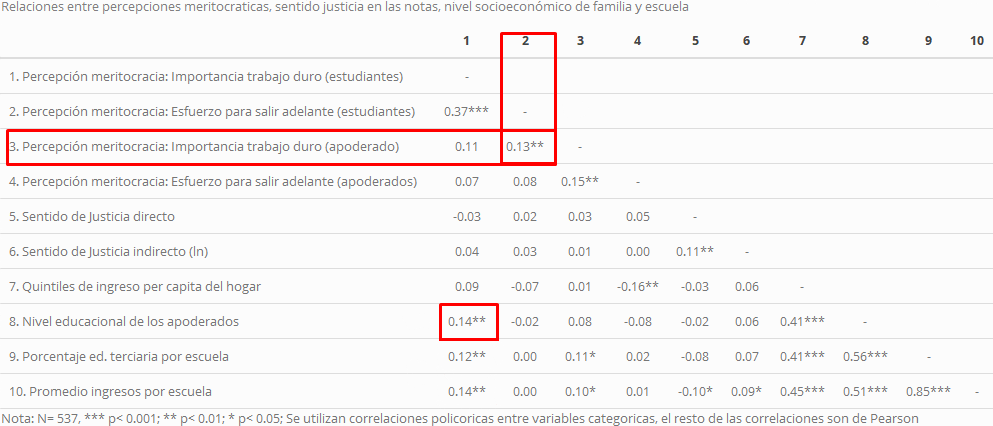 Relaciones entre percepciones meritocraticas, sentido justicia en las notas, nivel socioeconómico de familia y escuela
1 2 3 4 5 6 7 8 9 10
1. Percepción meritocracia: Importancia trabajo duro (estudiantes) -
2. Percepción meritocracia: Esfuerzo para salir adelante (estudiantes) 0.37*** -
3. Percepción meritocracia: Importancia trabajo duro (apoderado) 0.11 0.13** -
4. Percepción meritocracia: Esfuerzo para salir adelante (apoderados) 0.07 0.08 0.15** -
5. Sentido de Justicia directo -0.03 0.02 0.03 0.05 -
6. Sentido de Justicia indirecto (ln) 0.04 0.03 0.01 0.00 0.11** -
7. Quintiles de ingreso per capita del hogar 0.09 -0.07 0.01 -0.16** -0.03 0.06 -
8. Nivel educacional de los apoderados 0.14** -0.02 0.08 -0.08 -0.02 0.06 0.41*** -
9. Porcentaje ed. terciaria por escuela 0.12** 0.00 0.11* 0.02 -0.08 0.07 0.41*** 0.56*** -
10. Promedio ingresos por escuela 0.14** 0.00 0.10* 0.01 -0.10* 0.09* 0.45*** 0.51*** 0.85*** -
Nota: N= 537, *** p< 0.001; ** p< 0.01; * p< 0.05; Se utilizan correlaciones policoricas entre variables categoricas, el resto de las correlaciones son de Pearson